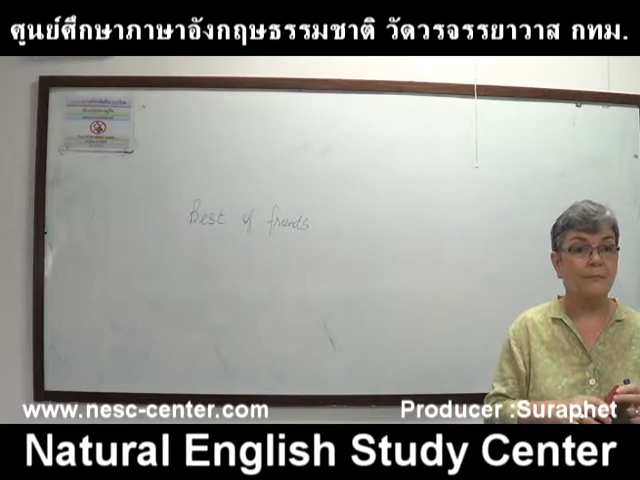 ศูนย์ศึกษาภาษาอังกฤษธรรมชาติ วัดวรจรรยาวาส กทม.
Best of friends
www.nesc-center.com
Producer :Suraphet
Natural English Study Center